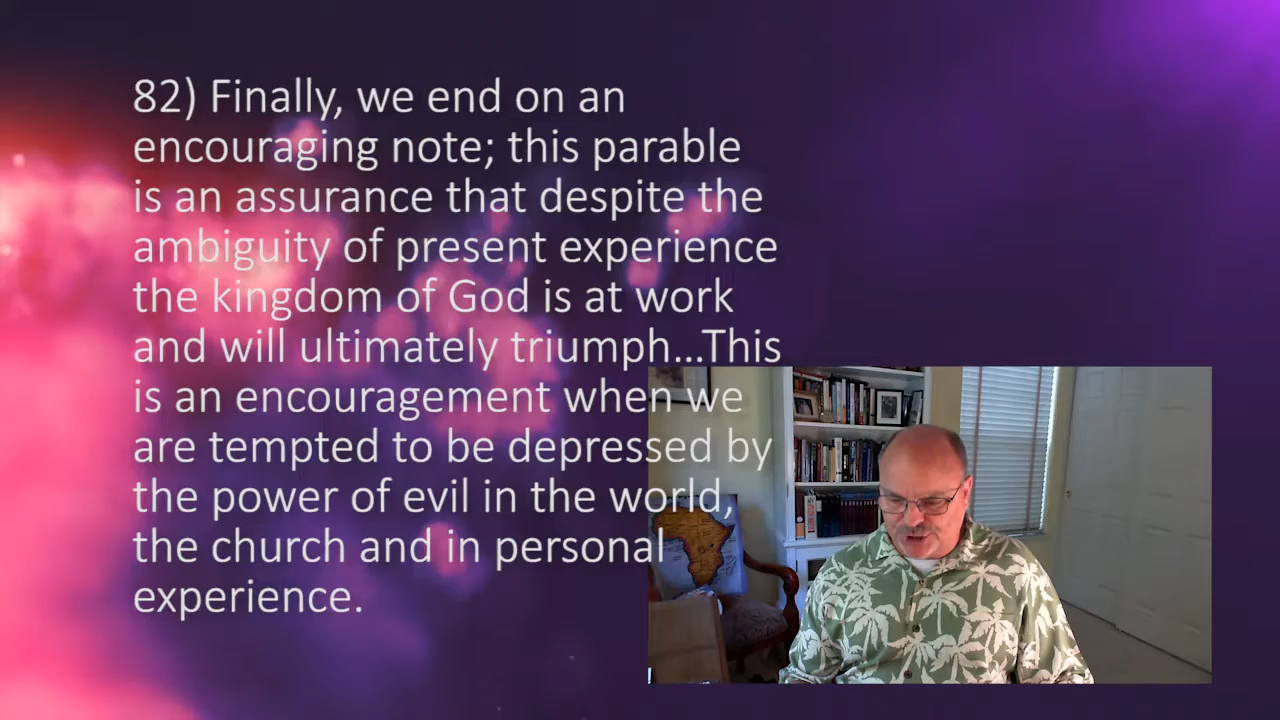 82) Finally, we end on an
encouraging note; this parable
is an assurance that despite the
ambiguity of present experience
the kingdom of God is at work
and will ultimately triumph...This
is an encouragement when we
are tempted to be depressed by
the power of evil in the world,
the church and in personal
experience.